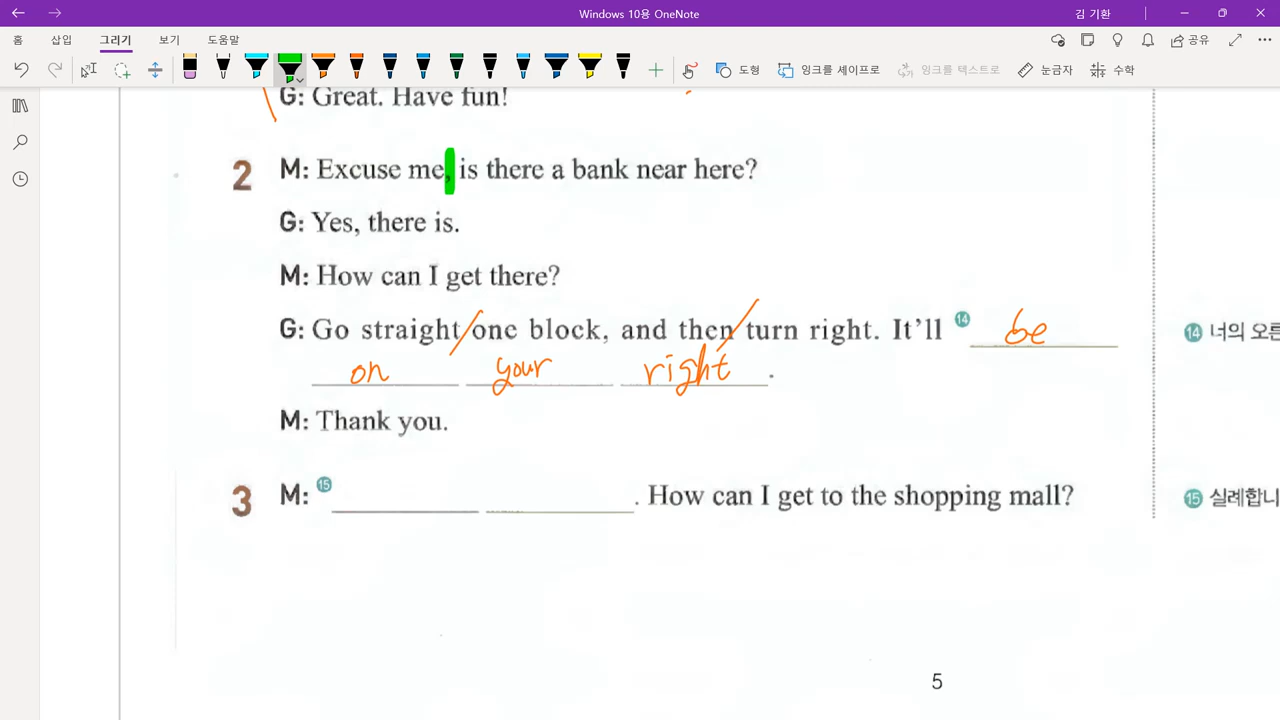 Windows 10용 OneNote
김 기환
홈 삽입 그리기 보기 도움말
공유
도형 잉크를 셰이프로 잉크를 텍스트로 눈금자 수학
G: Great. Have fun!
2 M: Excuse me, is there a bank near here?
G: Yes, there is.
M: How can I get there?
G: Go straight/one block, and then/turn right. It'll ⑭ be
on your right.
⑭ 너의 오른
M: Thank you.
3 M: ⑮ . How can I get to the shopping mall?
⑮ 실례합니
5